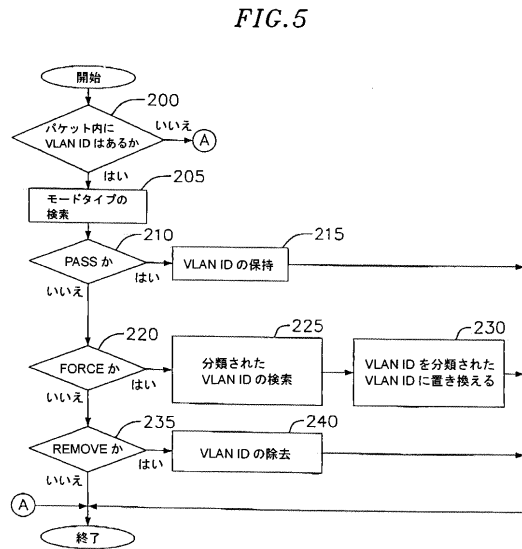 FIG.5
開始
200
パケット内に
VLAN ID はあるか
いいえ
A
はい
205
モードタイプの
検索
210
PASS か
はい
いいえ
215
VLAN ID の保持
220
FORCE か
はい
いいえ
225
分類された
VLAN ID の検索
230
VLAN ID を分類された
VLAN ID に置き換える
235
REMOVE か
はい
いいえ
240
VLAN ID の除去
A
終了